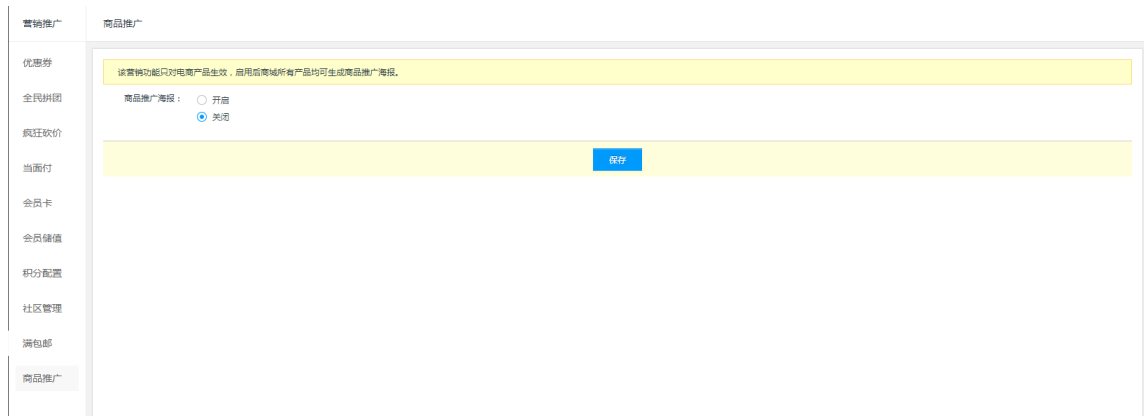 营销推广
商品推广
优惠券
全民拼团
疯狂砍价
当面付
会员卡
会员储值
积分配置
社区管理
满包邮
商品推广
该营销功能只对电商产品生效，启用后商城所有产品均可生成商品推广海报。
商品推广海报：
开启
关闭
保存